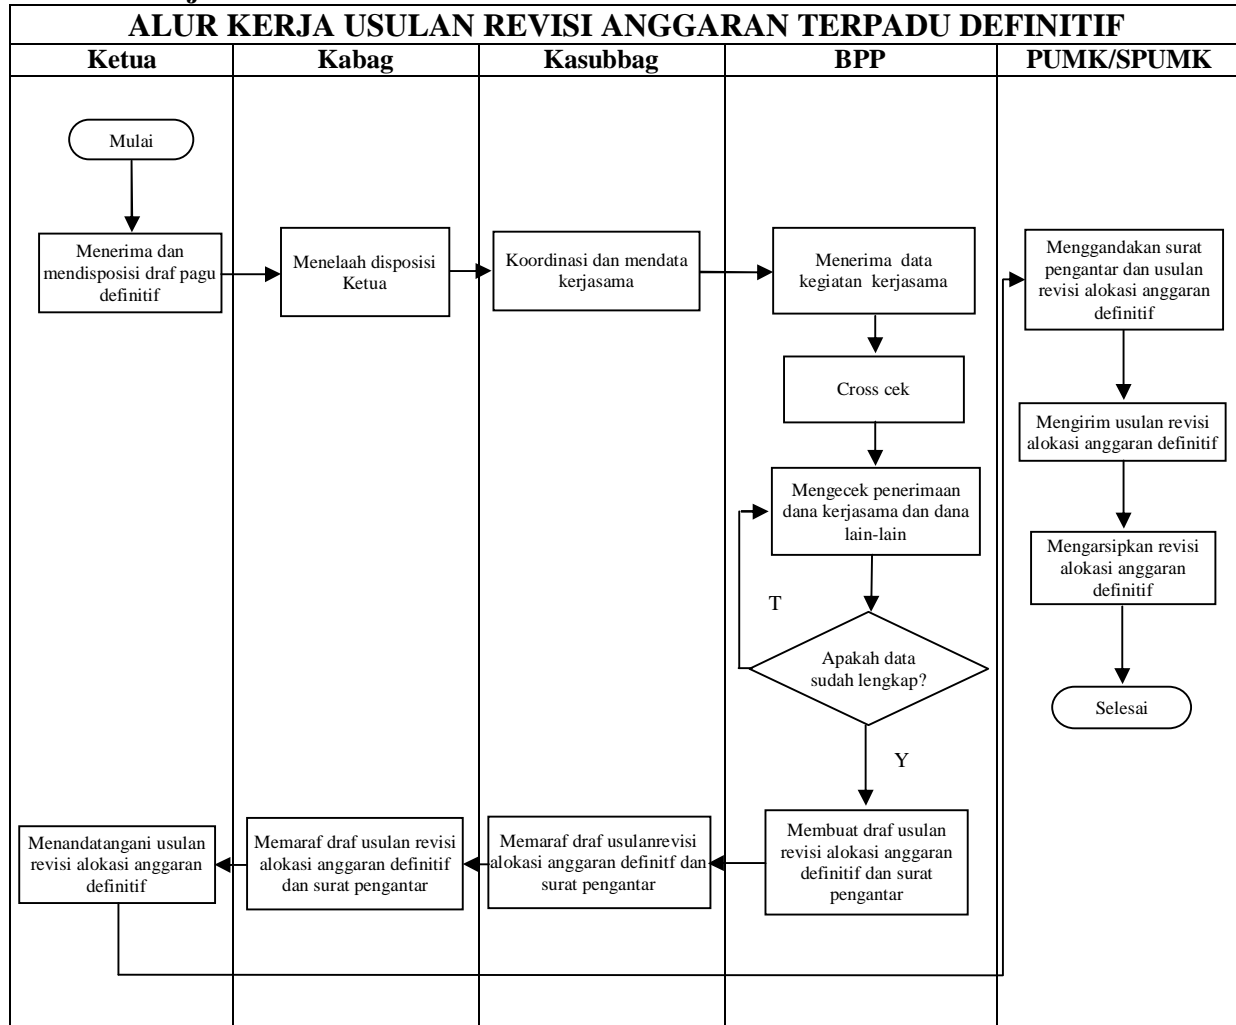 ALUR KERJA USULAN REVISI ANGGARAN TERPADU DEFINITIF
Ketua
Kabag
Kasubbag
BPP
PUMK/SPUMK
Mulai
Menerima dan
mendisposisi draf pagu
definitif
Menelaah disposisi
Ketua
Koordinasi dan mendata
kerjasama
Menerima data
kegiatan kerjasama
Cross cek
Mengecek penerimaan
dana kerjasama dan dana
lain-lain
T
Apakah data
sudah lengkap?
Y
Membuat draf usulan
revisi alokasi anggaran
definitif dan surat
pengantar
Memaraf draf usulanrevisi
alokasi anggaran definitf dan
surat pengantar
Memaraf draf usulan revisi
alokasi anggaran definitif
dan surat pengantar
Menandatangani usulan
revisi alokasi anggaran
definitif
Menggandakan surat
pengantar dan usulan
revisi alokasi anggaran
definitif
Mengirim usulan revisi
alokasi anggaran definitif
Mengarsipkan revisi
alokasi anggaran
definitif
Selesai